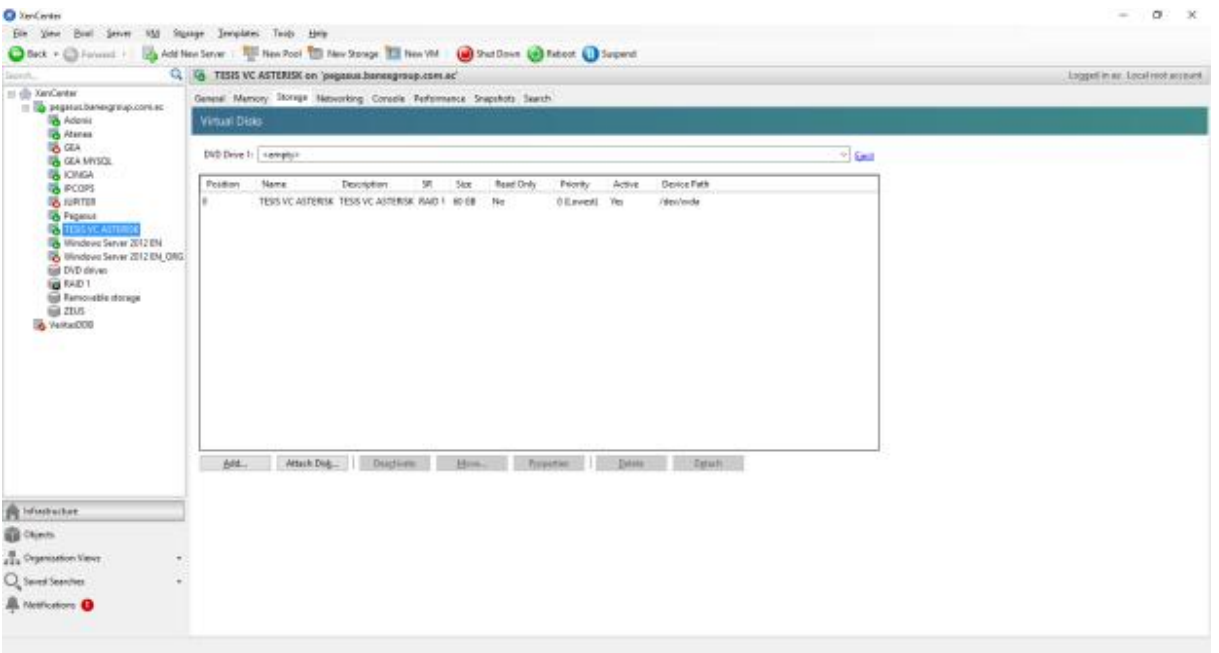 XenCenter
File View Pool Server VM Storage Templates Tools Help
Back Forward Add New Server New Pool New Storage New VM Shut Down Reboot Suspend
Search...
TESIS VC ASTERISK on 'pegasus.banexgroup.com.ec'
Logged in as: Local root account
General Memory Storage Networking Console Performance Snapshots Search
Virtual Disks
XenCenter
pegasus.banexgroup.com.ec
Adonis
Atenea
GEA
GEA MYSQL
ICINGA
IPCOPS
JUPITER
Pegasus
TESIS VC ASTERISK
Windows Server 2012 EN
Windows Server 2012 EN_ORG
DVD drives
RAID 1
Removable storage
ZEUS
VeritasDDB
DVD Drive 1: <empty> Eject
Position Name Description SR Size Read Only Priority Active Device Path
0 TESIS VC ASTERISK TESIS VC ASTERISK RAID 1 60 GB No 0 (Lowest) Yes /dev/xvda
Add... Attach Disk... Deactivate Move... Properties Delete Detach
Infrastructure
Objects
Organisation Views
Saved Searches
Notifications